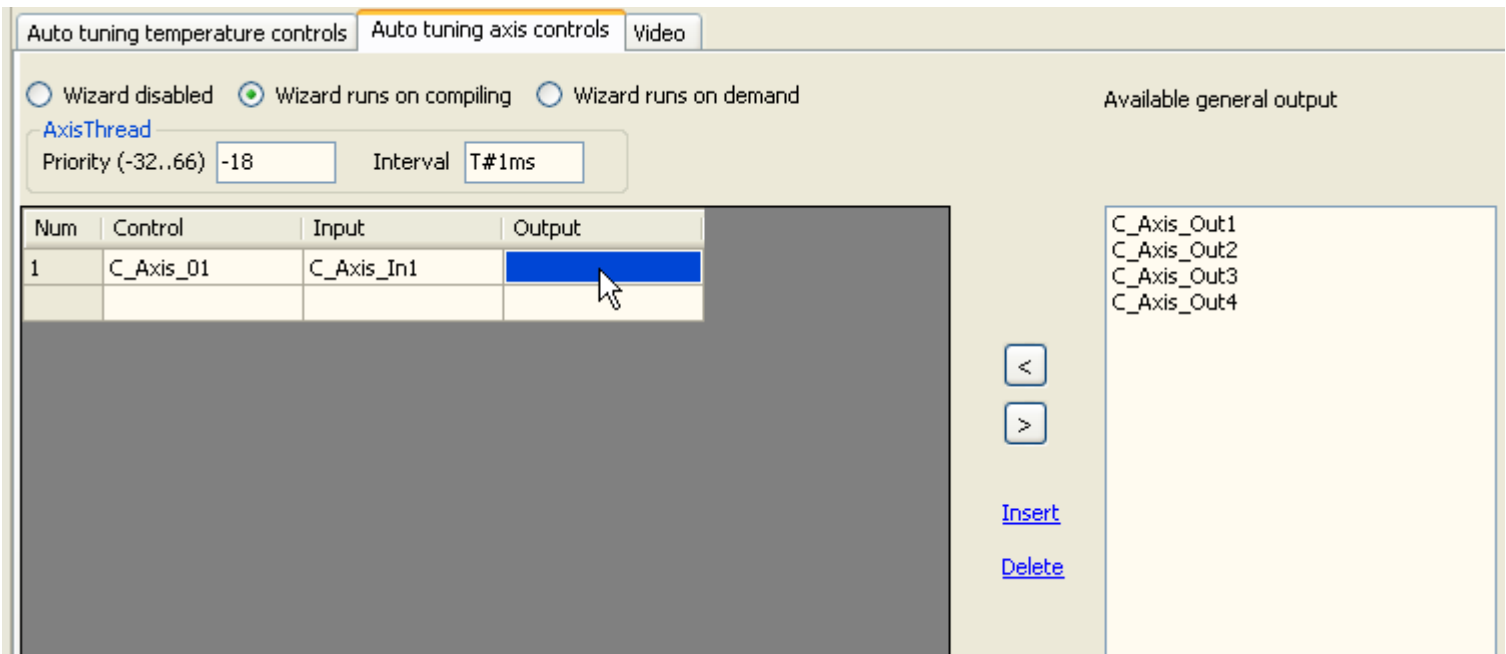 Auto tuning temperature controls Auto tuning axis controls Video
Wizard disabled Wizard runs on compiling Wizard runs on demand
Available general output
AxisThread
Priority (-32..66) -18 Interval T#1ms
Num Control Input Output
1 C_Axis_01 C_Axis_In1
C_Axis_Out1
C_Axis_Out2
C_Axis_Out3
C_Axis_Out4
<
>
Insert
Delete